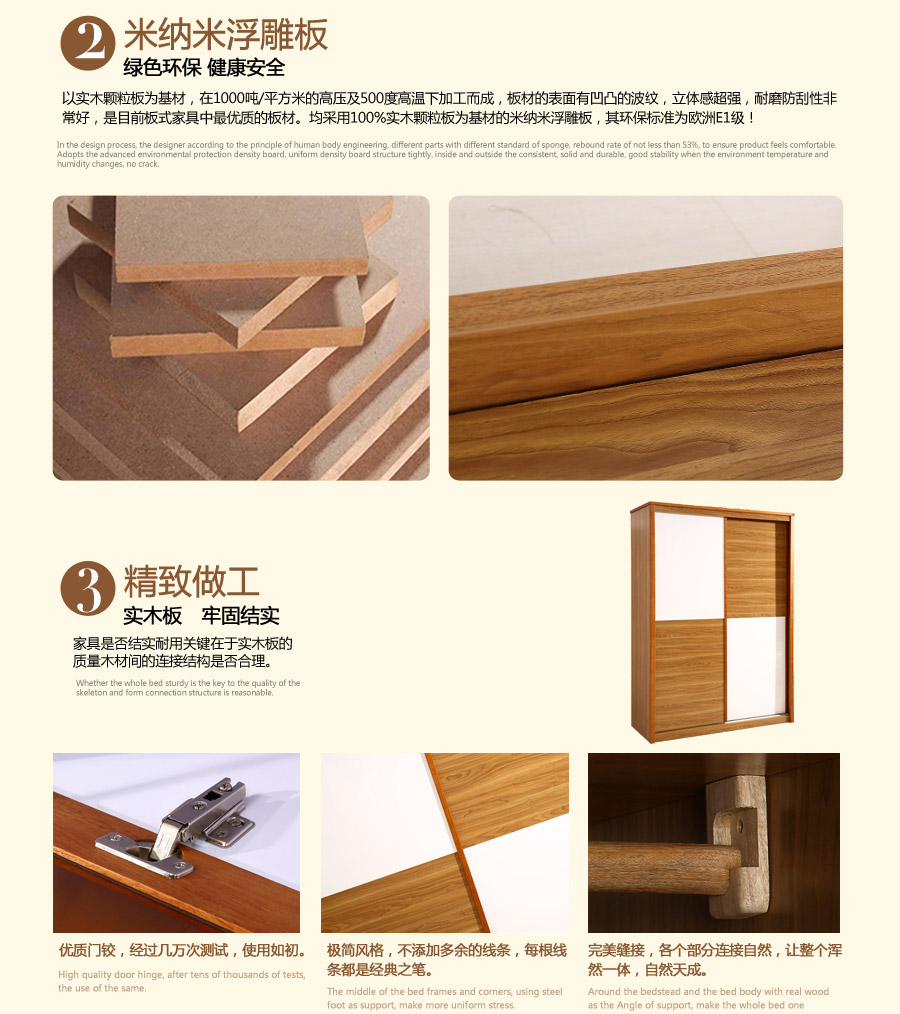 2 米纳米浮雕板
绿色环保 健康安全
以实木颗粒板为基材，在1000吨/平方米的高压及500度高温下加工而成，板材的表面有凹凸的波纹，立体感超强，耐磨防刮性非
常好，是目前板式家具中最优质的板材。均采用100%实木颗粒板为基材的米纳米浮雕板，其环保标准为欧洲E1级！
In the design process, the designer according to the principle of human body engineering, different parts with different standard of sponge, rebound rate of not less than 53%, to ensure product feels comfortable.
Adopts the advanced environmental protection density board, uniform density board structure tightly, inside and outside the consistent, solid and durable, good stability when the environment temperature and
humidity changes, no crack.
3 精致做工
实木板 牢固结实
家具是否结实耐用关键在于实木板的
质量木材间的连接结构是否合理。
Whether the whole bed sturdy is the key to the quality of the
skeleton and form connection structure is reasonable.
优质门铰，经过几万次测试，使用如初。
High quality door hinge, after tens of thousands of tests,
the use of the same.
极简风格，不添加多余的线条，每根线
条都是经典之笔。
The middle of the bed frames and corners, using steel
foot as support, make more uniform stress.
完美缝接，各个部分连接自然，让整个浑
然一体，自然天成。
Around the bedstead and the bed body with real wood
as the Angle of support, make the whole bed one